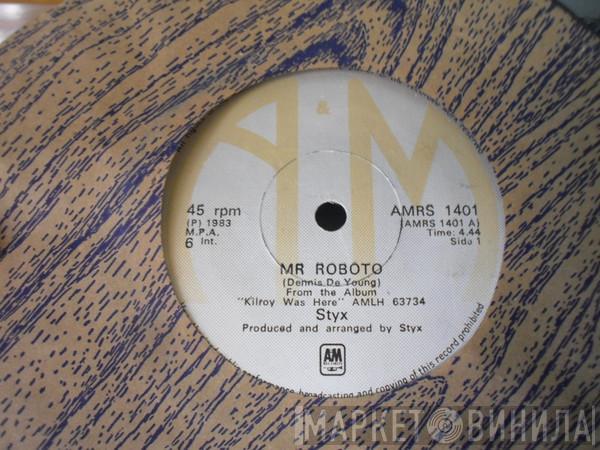 A&M
45 rpm
(P) 1983
M.P.A.
6 Int.
AMRS 1401
(AMRS 1401 A)
Time: 4.44
Side 1
MR ROBOTO
(Dennis De Young)
From the Album
"Kilroy Was Here" AMLH 63734
Styx
Produced and arranged by Styx
AM
broadcasting and copying of this record prohibited
МАРКЕТ ВИНИЛА